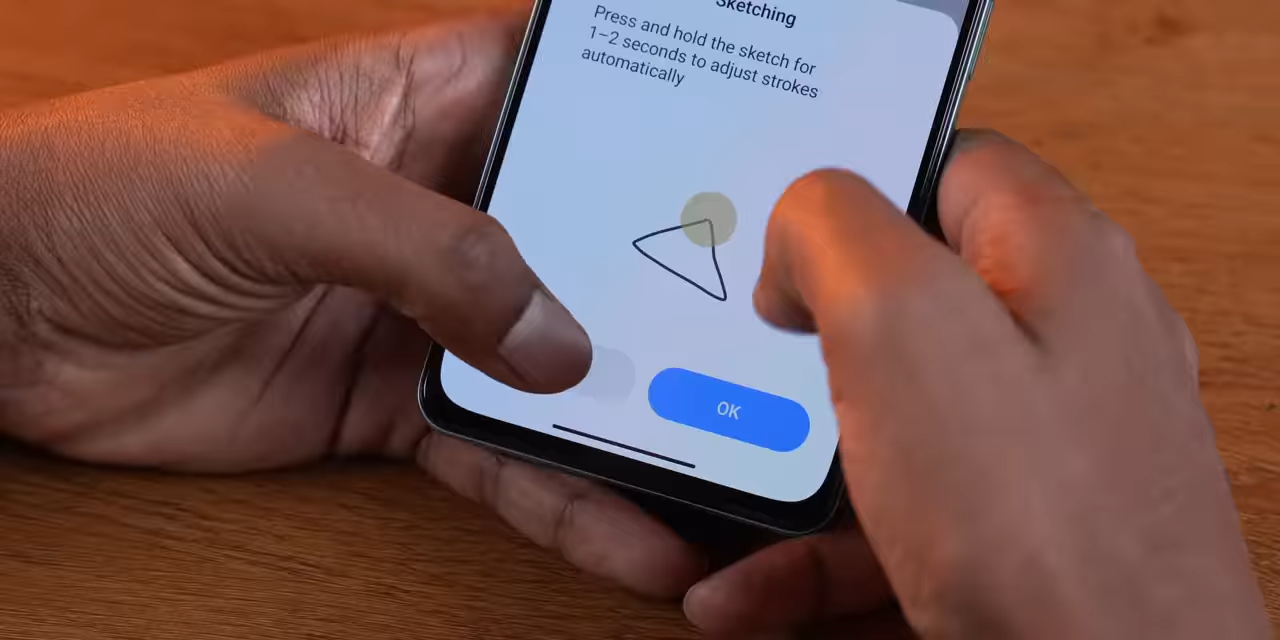 Sketching
Press and hold the sketch for
1–2 seconds to adjust strokes
automatically
OK